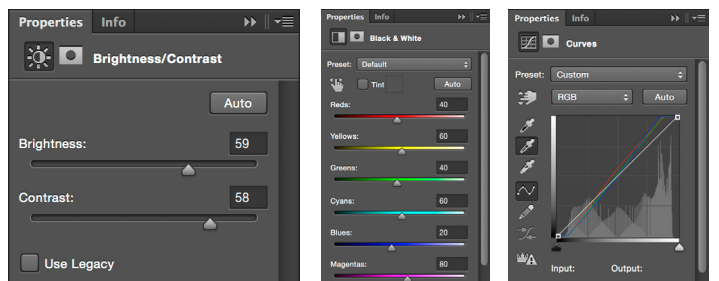 Properties Info
Brightness/Contrast
Auto
Brightness: 59
Contrast: 58
Use Legacy
Properties Info
Black & White
Preset: Default
Tint Auto
Reds: 40
Yellows: 60
Greens: 40
Cyans: 60
Blues: 20
Magentas: 80
Properties Info
Curves
Preset: Custom
RGB Auto
Input: Output: